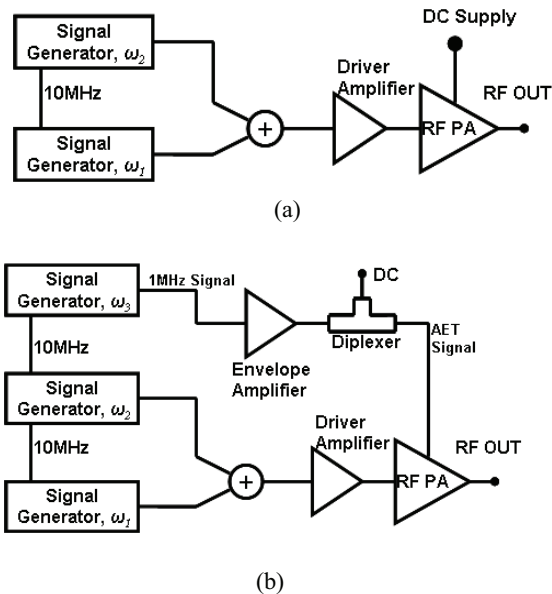 DC Supply
Signal
Generator, ω2
Driver
Amplifier
RF OUT
10MHz
+
RF PA
Signal
Generator, ω1
(a)
Signal
Generator, ω3
1MHz Signal
DC
10MHz
Envelope
Amplifier
Diplexer
AET
Signal
Signal
Generator, ω2
Driver
Amplifier
RF OUT
10MHz
+
RF PA
Signal
Generator, ω1
(b)